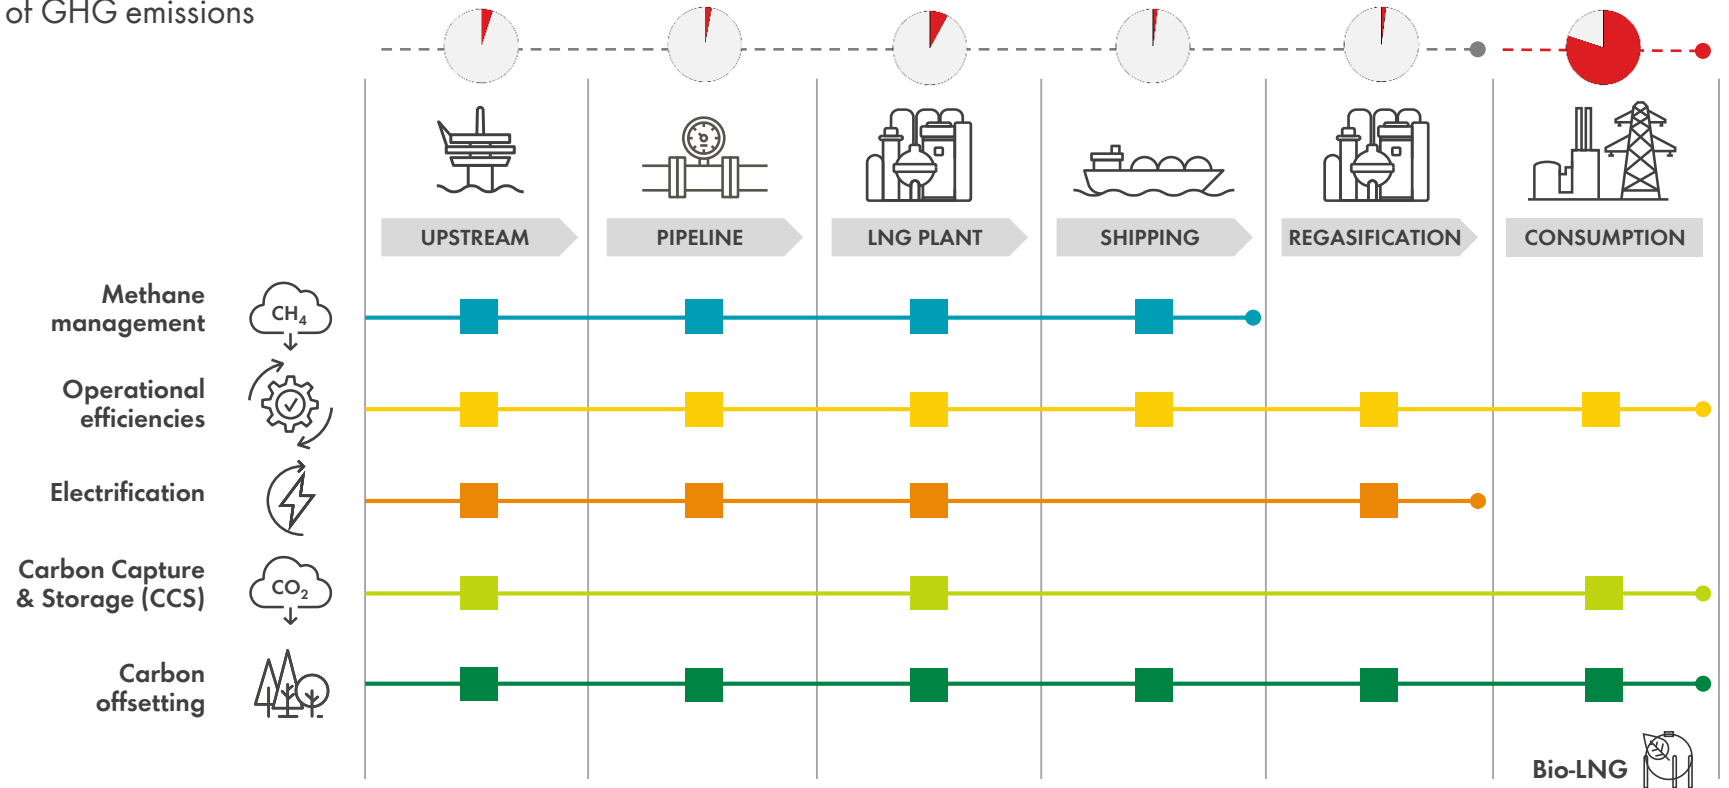 of GHG emissions
UPSTREAM
PIPELINE
LNG PLANT
SHIPPING
REGASIFICATION
CONSUMPTION
Methane
management
CH₄
Operational
efficiencies
Electrification
Carbon Capture
& Storage (CCS)
CO₂
Carbon
offsetting
Bio-LNG